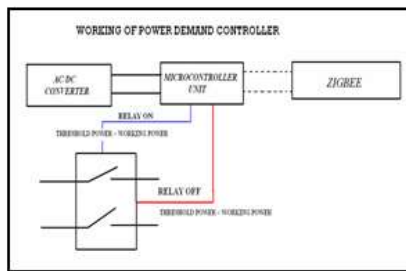 WORKING OF POWER DEMAND CONTROLLER
AC/DC
CONVERTER
MICROCONTROLLER
UNIT
ZIGBEE
RELAY ON
THRESHOLD POWER > WORKING POWER
RELAY OFF
THRESHOLD POWER < WORKING POWER